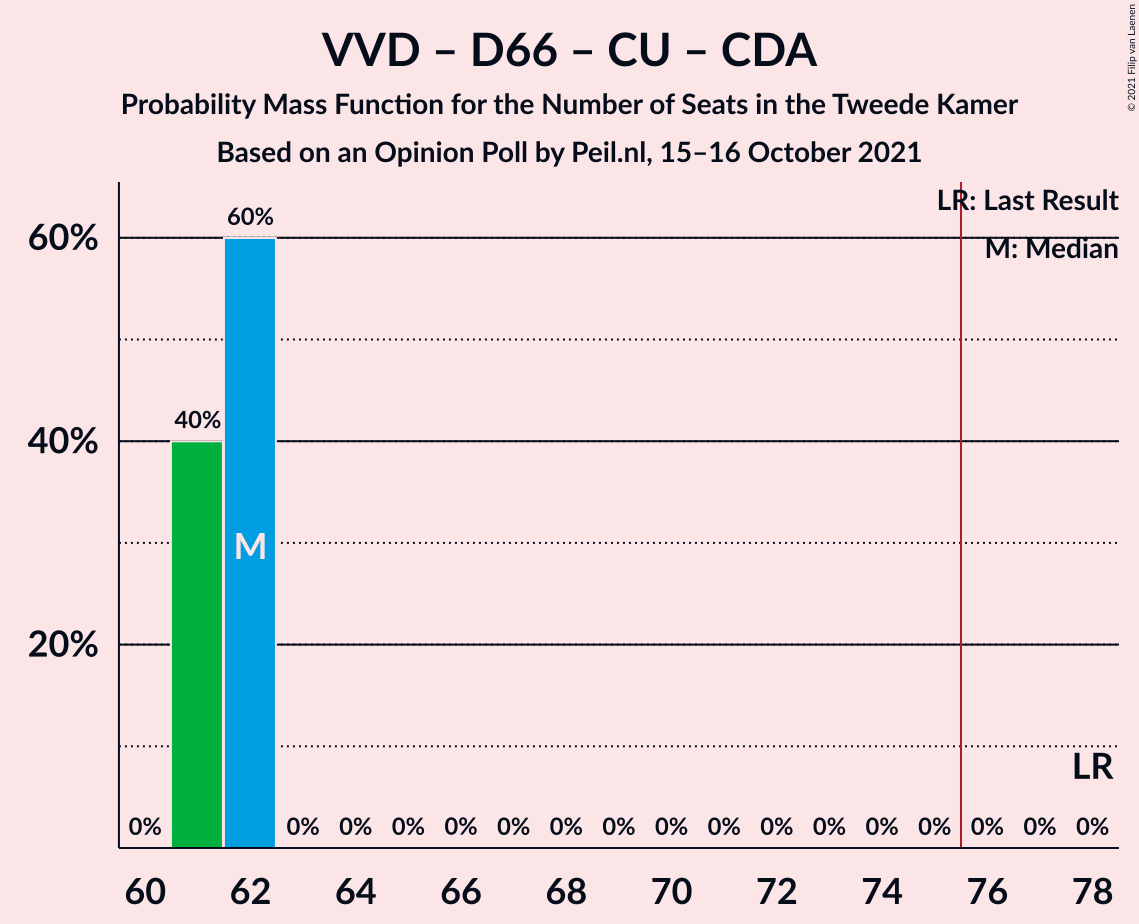 VVD – D66 – CU – CDA
Probability Mass Function for the Number of Seats in the Tweede Kamer
Based on an Opinion Poll by Peil.nl, 15–16 October 2021
© 2021 Filip van Laenen
LR: Last Result
M: Median
60%
40%
20%
60%
40%
M
LR
0% 0% 0% 0% 0% 0% 0% 0% 0% 0% 0% 0% 0% 0% 0% 0% 0%
60 62 64 66 68 70 72 74 76 78